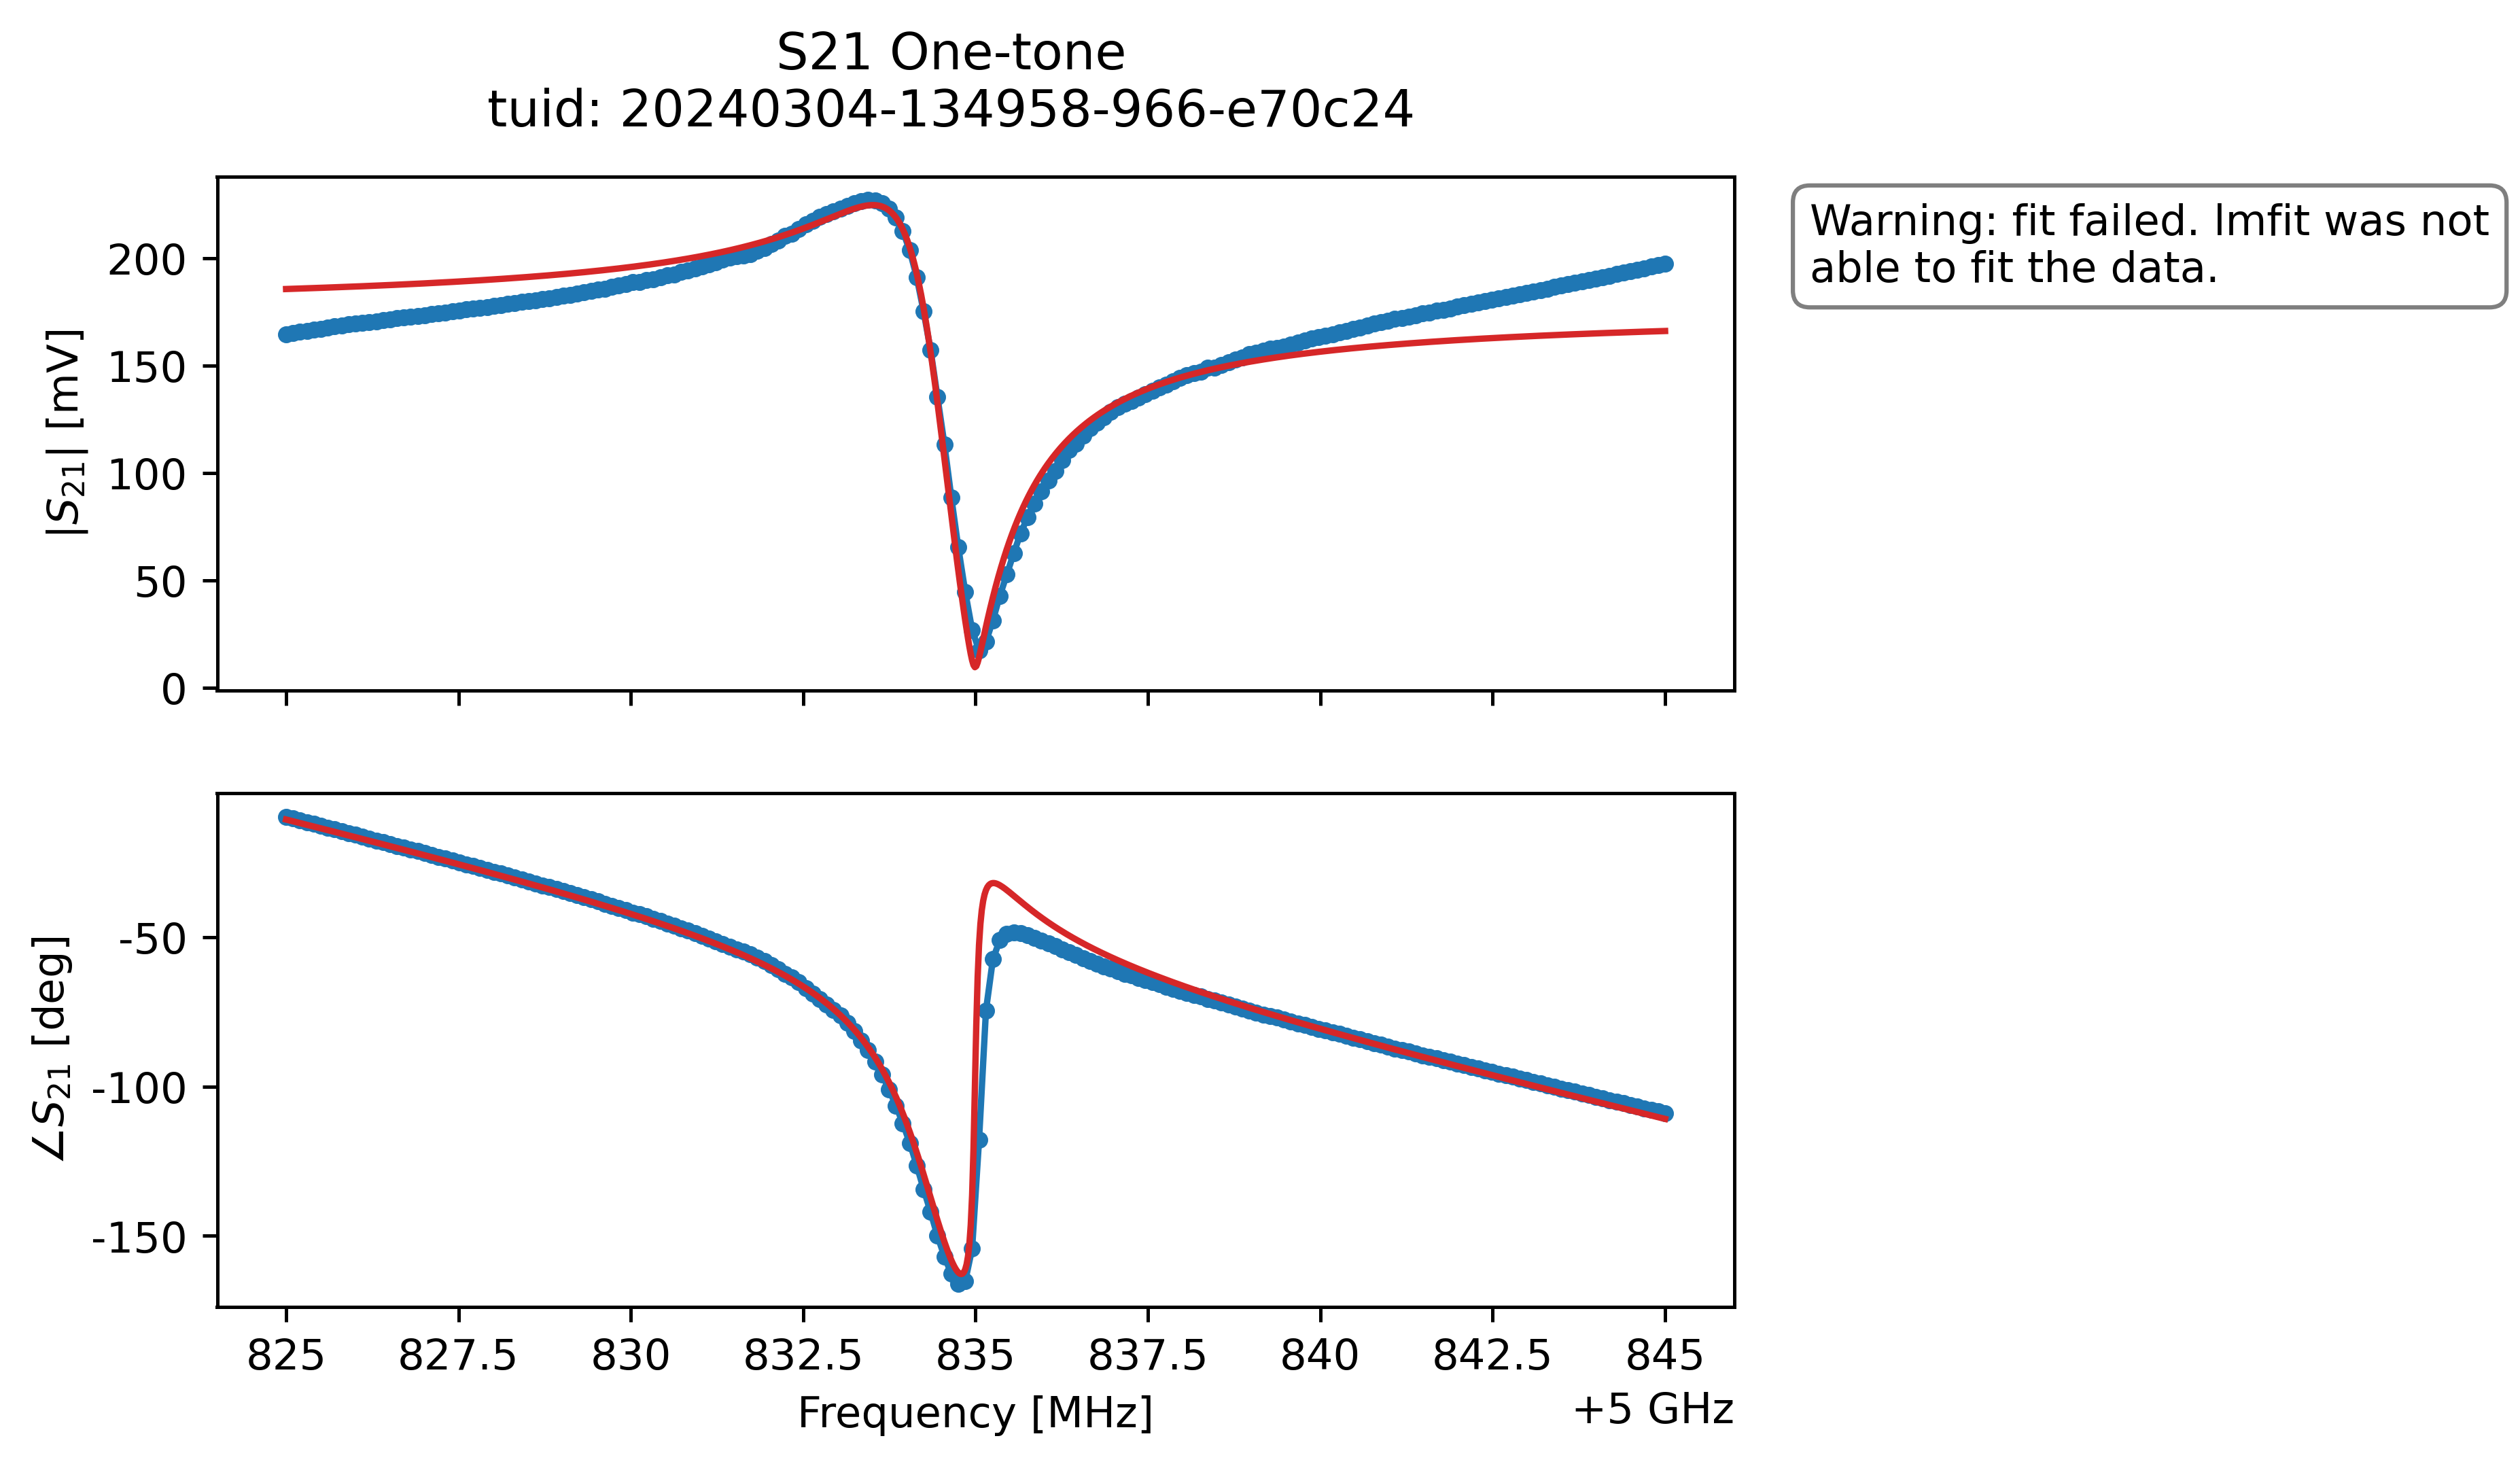 S21 One-tone
tuid: 20240304-134958-966-e70c24
|S₂₁| [mV]
200
150
100
50
0
Warning: fit failed. lmfit was not
able to fit the data.
∠S₂₁ [deg]
-50
-100
-150
825 827.5 830 832.5 835 837.5 840 842.5 845
Frequency [MHz]
+5 GHz